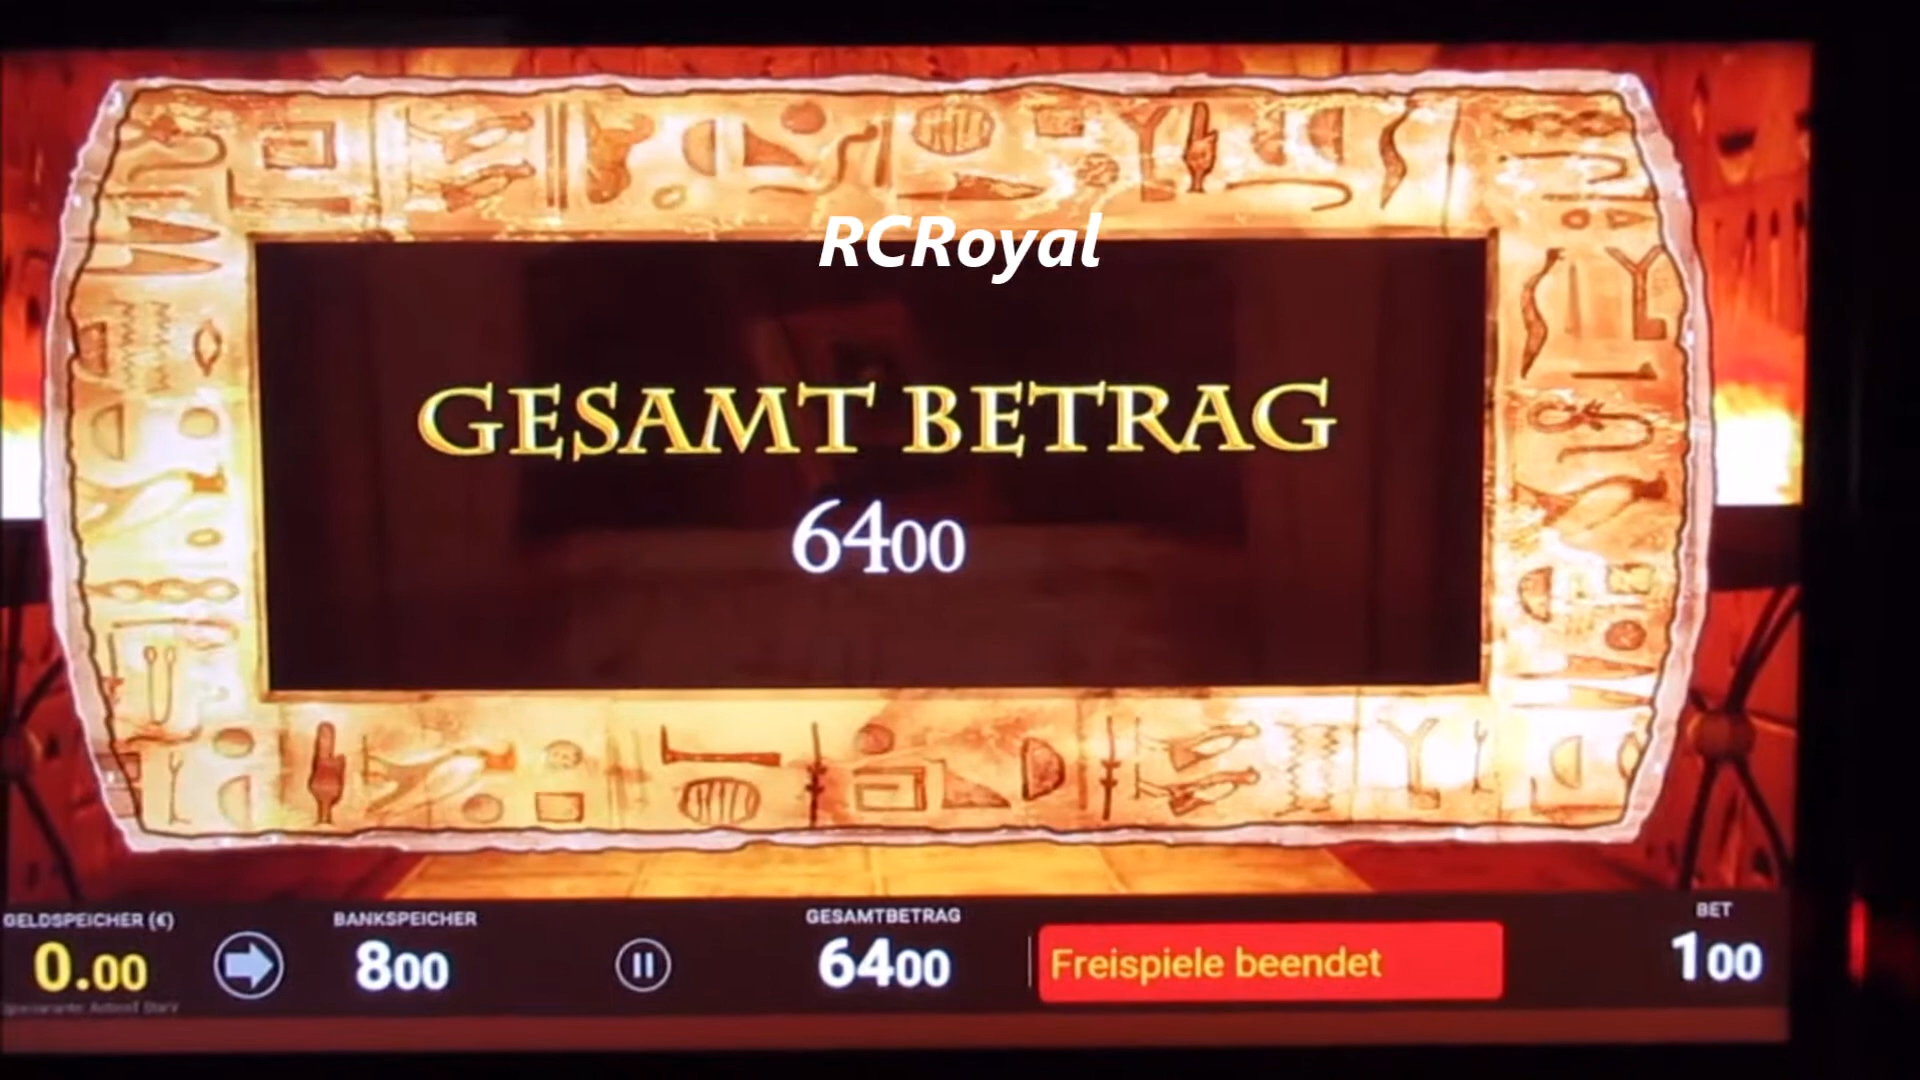 RCRoyal
GESAMT BETRAG
6400
GELDSPEICHER (€)
BANKSPEICHER
GESAMTBETRAG
BET
0.00
800
6400
Freispiele beendet
100